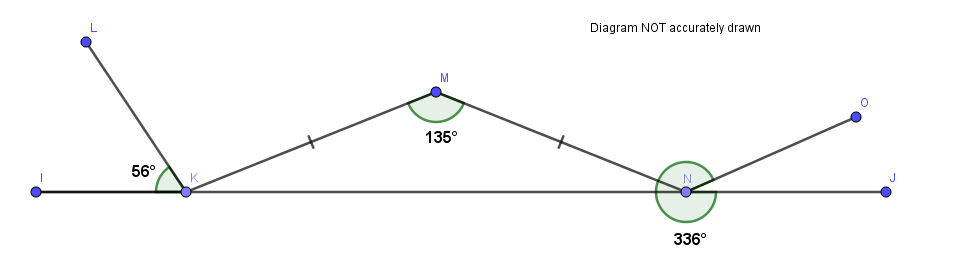 L
Diagram NOT accurately drawn
M
O
135°
56°
I
K
N
J
336°